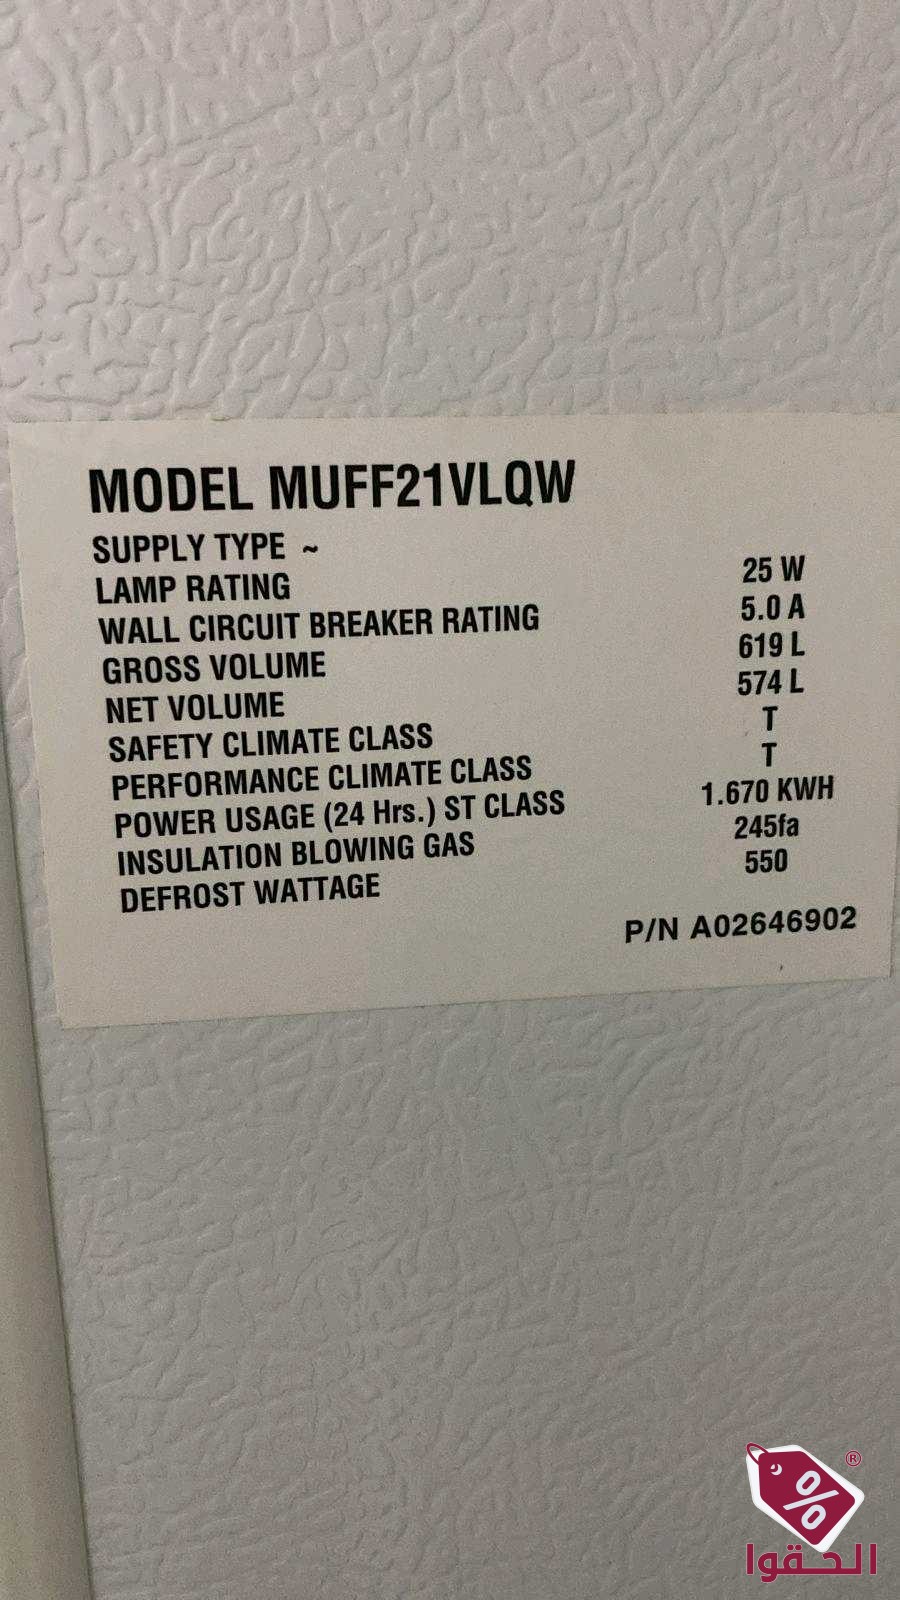 MODEL MUFF21VLQW
SUPPLY TYPE ~
LAMP RATING 25 W
WALL CIRCUIT BREAKER RATING 5.0 A
GROSS VOLUME 619 L
NET VOLUME 574 L
SAFETY CLIMATE CLASS T
PERFORMANCE CLIMATE CLASS T
POWER USAGE (24 Hrs.) ST CLASS 1.670 KWH
INSULATION BLOWING GAS 245fa
DEFROST WATTAGE 550
P/N A02646902
%
®
الحقوا